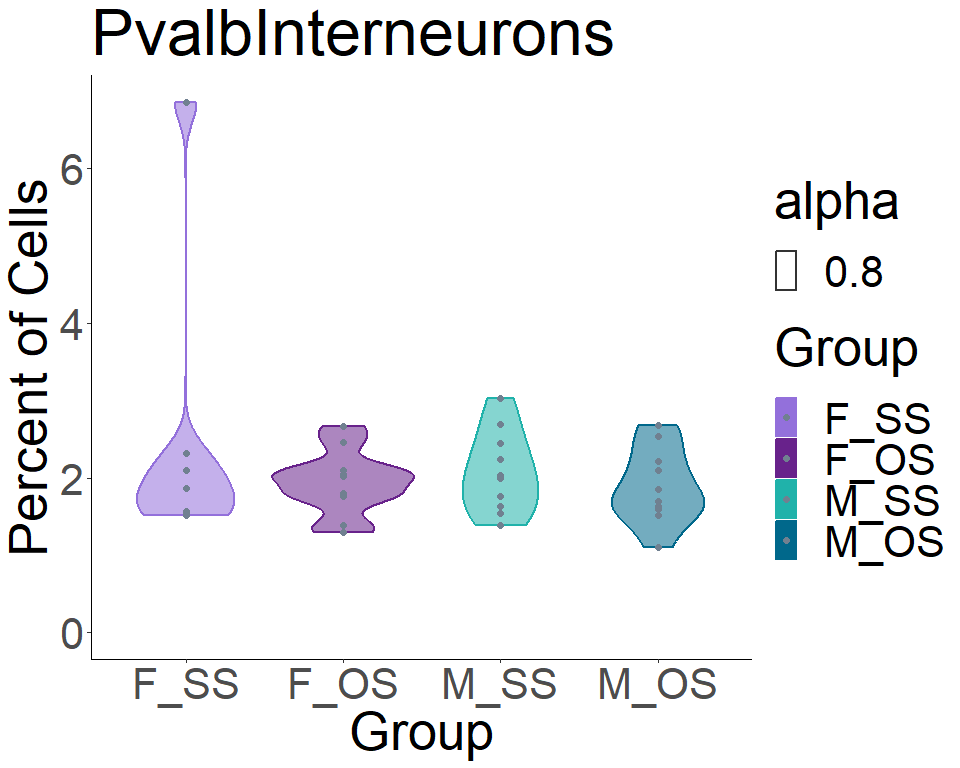 PvalbInterneurons
Percent of Cells
6
4
2
0
F_SS
F_OS
M_SS
M_OS
Group
alpha
0.8
Group
F_SS
F_OS
M_SS
M_OS